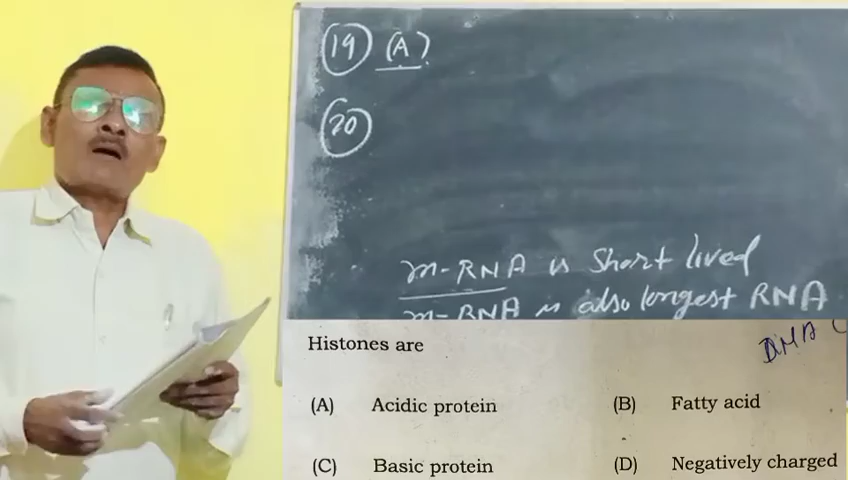 19 (A)
20
m-RNA is short lived
m-RNA is also longest RNA
Histones are
(A) Acidic protein (B) Fatty acid
(C) Basic protein (D) Negatively charged